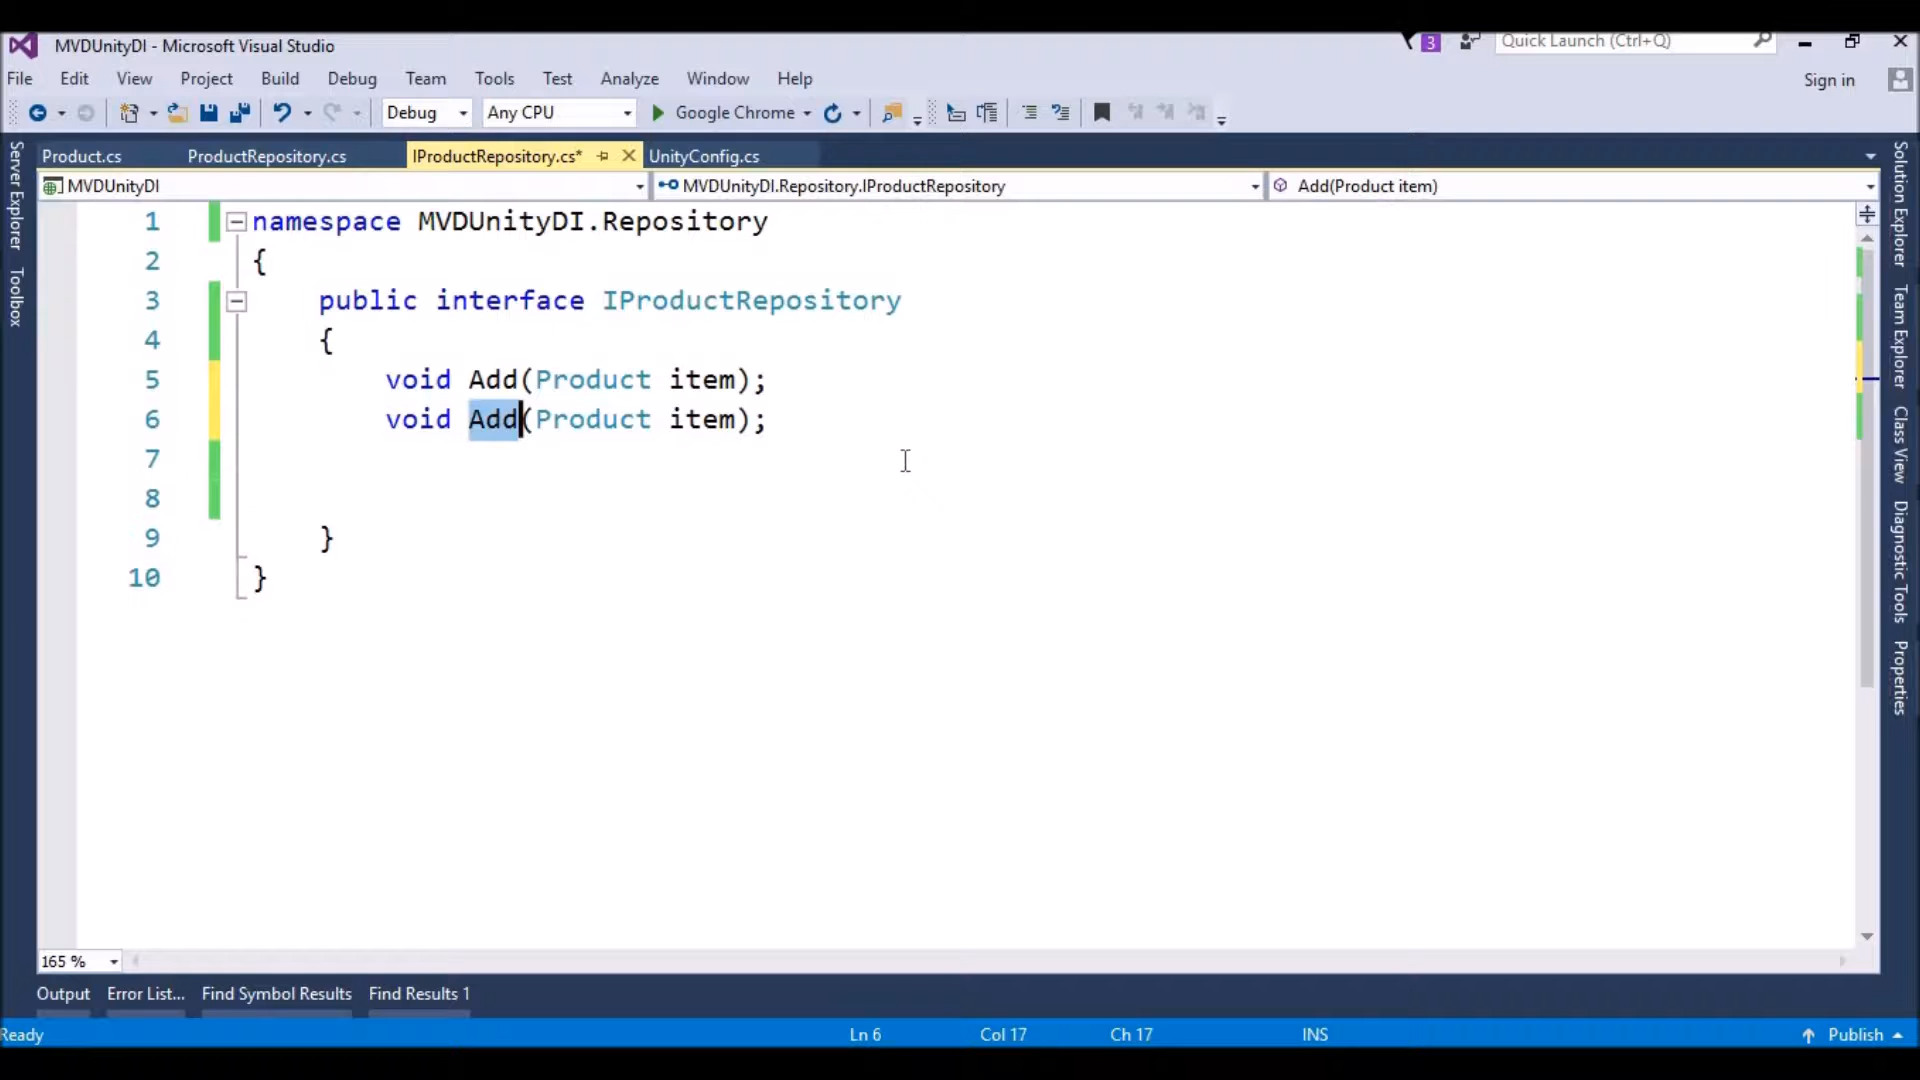 MVDUnityDI - Microsoft Visual Studio
3
Quick Launch (Ctrl+Q)
File Edit View Project Build Debug Team Tools Test Analyze Window Help
Sign in
Debug Any CPU Google Chrome
Product.cs ProductRepository.cs IProductRepository.cs* UnityConfig.cs
MVDUnityDI MVDUnityDI.Repository.IProductRepository Add(Product item)
Server Explorer
Toolbox
1 namespace MVDUnityDI.Repository
2 {
3 public interface IProductRepository
4 {
5 void Add(Product item);
6 void Add(Product item);
7
8
9 }
10 }
Solution Explorer
Team Explorer
Class View
Diagnostic Tools
Properties
165 %
Output Error List... Find Symbol Results Find Results 1
Ready Ln 6 Col 17 Ch 17 INS Publish